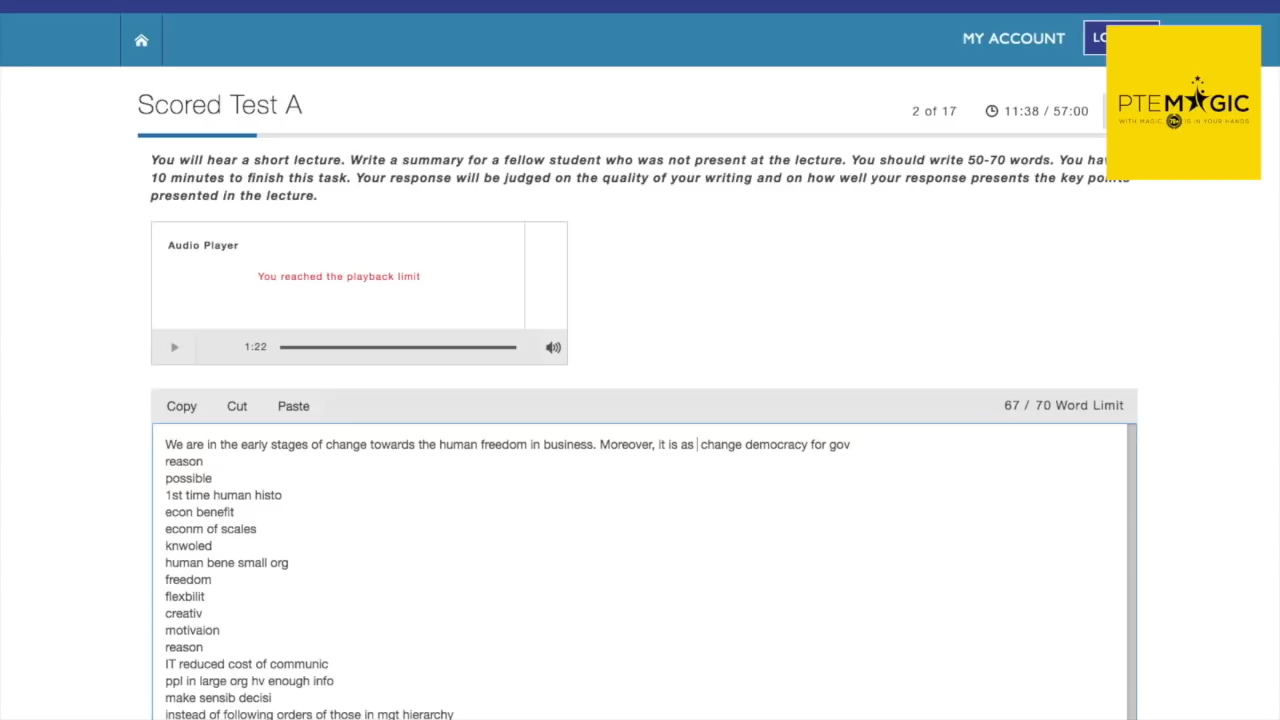 MY ACCOUNT
Scored Test A
2 of 17
11:38 / 57:00
PTEMAGIC
WITH MAGIC 79+ IS IN YOUR HANDS
You will hear a short lecture. Write a summary for a fellow student who was not present at the lecture. You should write 50-70 words. You
10 minutes to finish this task. Your response will be judged on the quality of your writing and on how well your response presents the key points
presented in the lecture.
Audio Player
You reached the playback limit
1:22
Copy
Cut
Paste
67 / 70 Word Limit
We are in the early stages of change towards the human freedom in business. Moreover, it is as change democracy for gov
reason
possible
1st time human histo
econ benefit
econm of scales
knwoled
human bene small org
freedom
flexbilit
creativ
motivaion
reason
IT reduced cost of communic
ppl in large org hv enough info
make sensib decisi
instead of following orders of those in mgt hierarchy